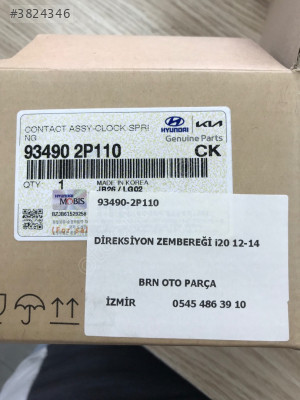 #3824346
CONTACT ASSY-CLOCK SPRI
NG
HYUNDAI KIA
Genuine Parts
93490 2P110 CK
QTY: 1 MADE IN KOREA
HYUNDAI
MOBIS
93490-2P110
DİREKSİYON ZEMBEREĞİ i20 12-14
BRN OTO PARÇA
İZMİR 0545 486 39 10